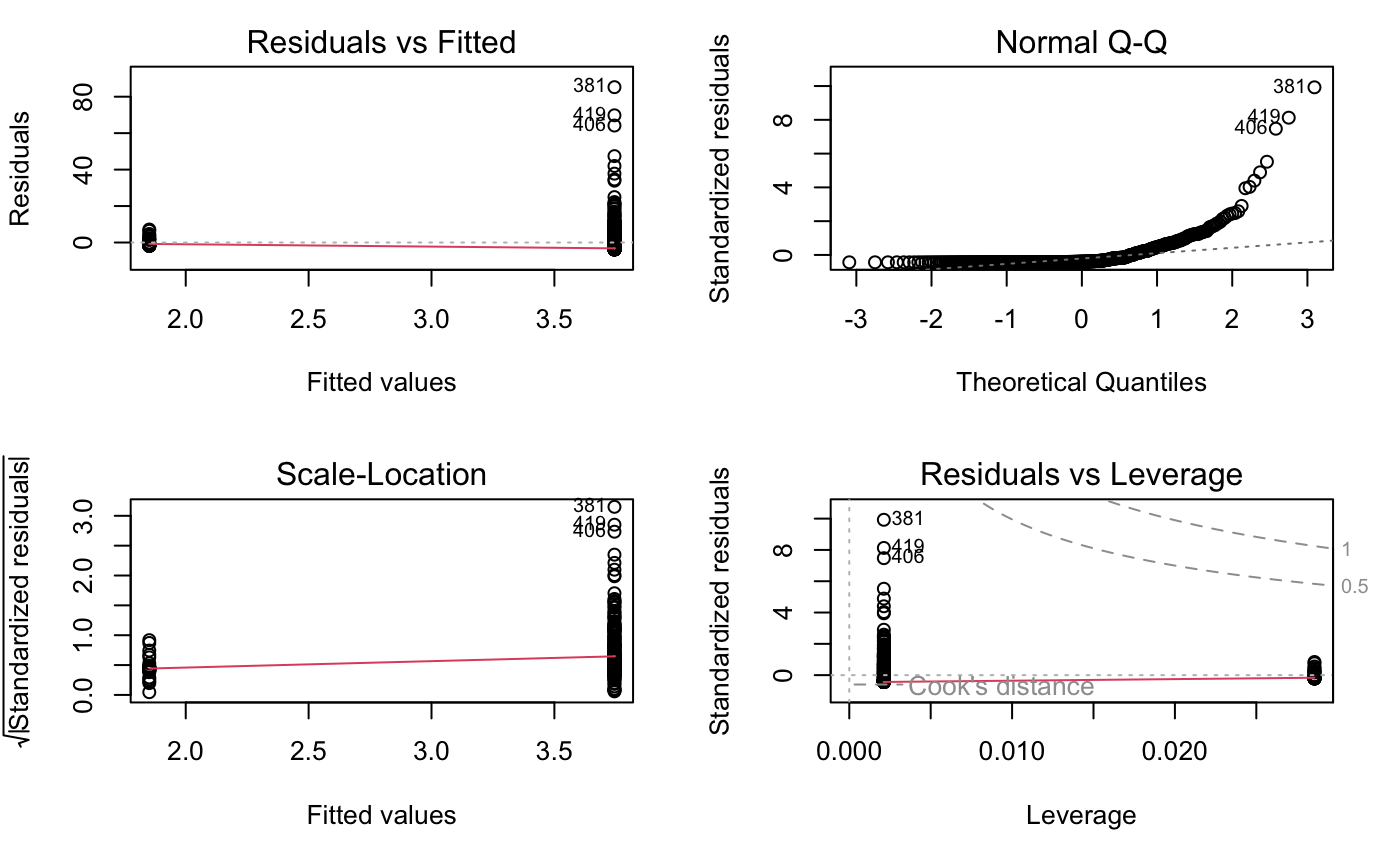 Residuals vs Fitted
Residuals
0 40 80
381
419
406
2.0 2.5 3.0 3.5
Fitted values
Normal Q-Q
Standardized residuals
0 4 8
381
419
406
-3 -2 -1 0 1 2 3
Theoretical Quantiles
Scale-Location
√|Standardized residuals|
0.0 1.0 2.0 3.0
381
419
406
2.0 2.5 3.0 3.5
Fitted values
Residuals vs Leverage
Standardized residuals
0 4 8
381
419
406
1
0.5
Cook's distance
0.000 0.010 0.020
Leverage